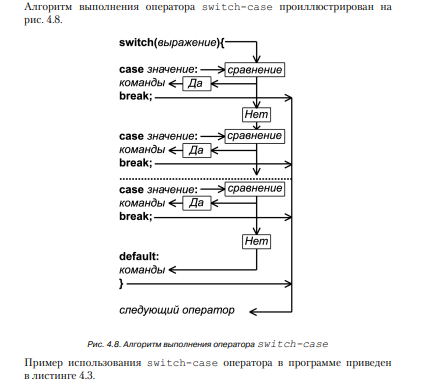 Алгоритм выполнения оператора switch-case проиллюстрирован на
рис. 4.8.
switch(выражение){
case значение: сравнение
команды Да
break;
Нет
case значение: сравнение
команды Да
break;
case значение: сравнение
команды Да
break;
Нет
default:
команды
}
следующий оператор
Рис. 4.8. Алгоритм выполнения оператора switch-case
Пример использования switch-case оператора в программе приведен
в листинге 4.3.